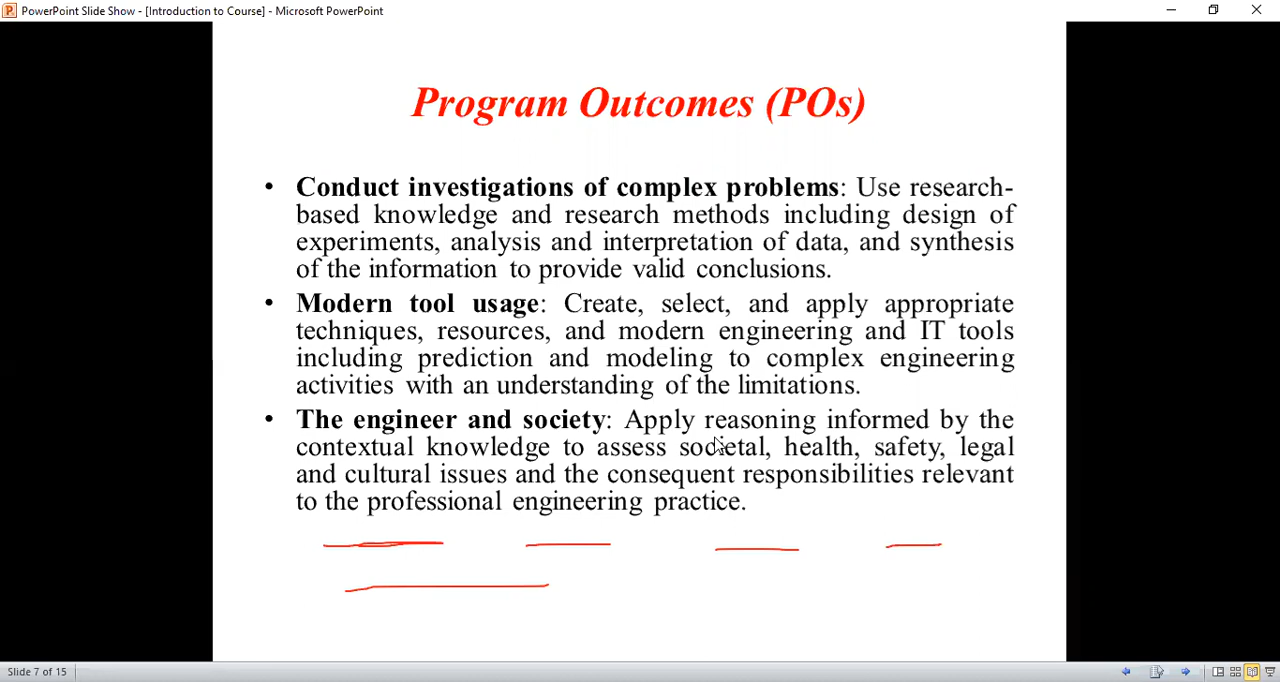 PowerPoint Slide Show - [Introduction to Course] - Microsoft PowerPoint
Program Outcomes (POs)
• Conduct investigations of complex problems: Use research-
based knowledge and research methods including design of
experiments, analysis and interpretation of data, and synthesis
of the information to provide valid conclusions.
• Modern tool usage: Create, select, and apply appropriate
techniques, resources, and modern engineering and IT tools
including prediction and modeling to complex engineering
activities with an understanding of the limitations.
• The engineer and society: Apply reasoning informed by the
contextual knowledge to assess societal, health, safety, legal
and cultural issues and the consequent responsibilities relevant
to the professional engineering practice.
Slide 7 of 15